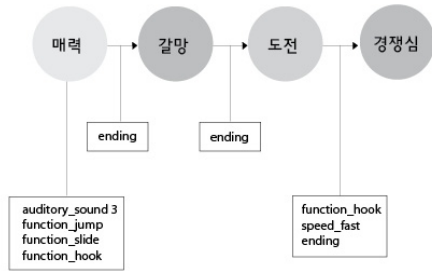 매력
갈망
도전
경쟁심
ending
ending
auditory_sound 3
function_jump
function_slide
function_hook
function_hook
speed_fast
ending